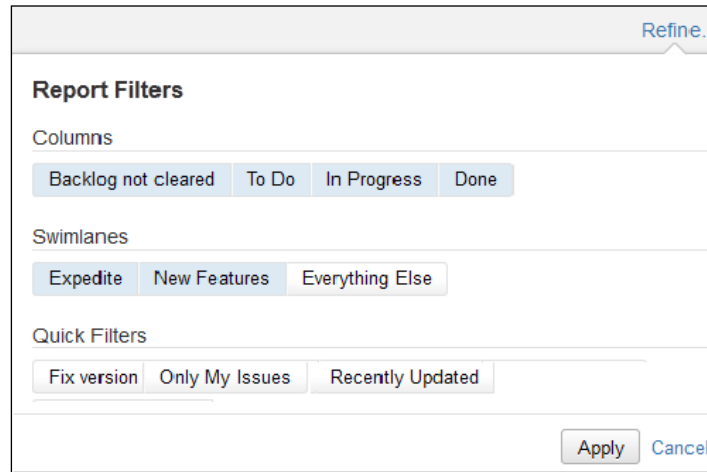 Refine.
Report Filters
Columns
Backlog not cleared To Do In Progress Done
Swimlanes
Expedite New Features Everything Else
Quick Filters
Fix version Only My Issues Recently Updated
Apply Cancel